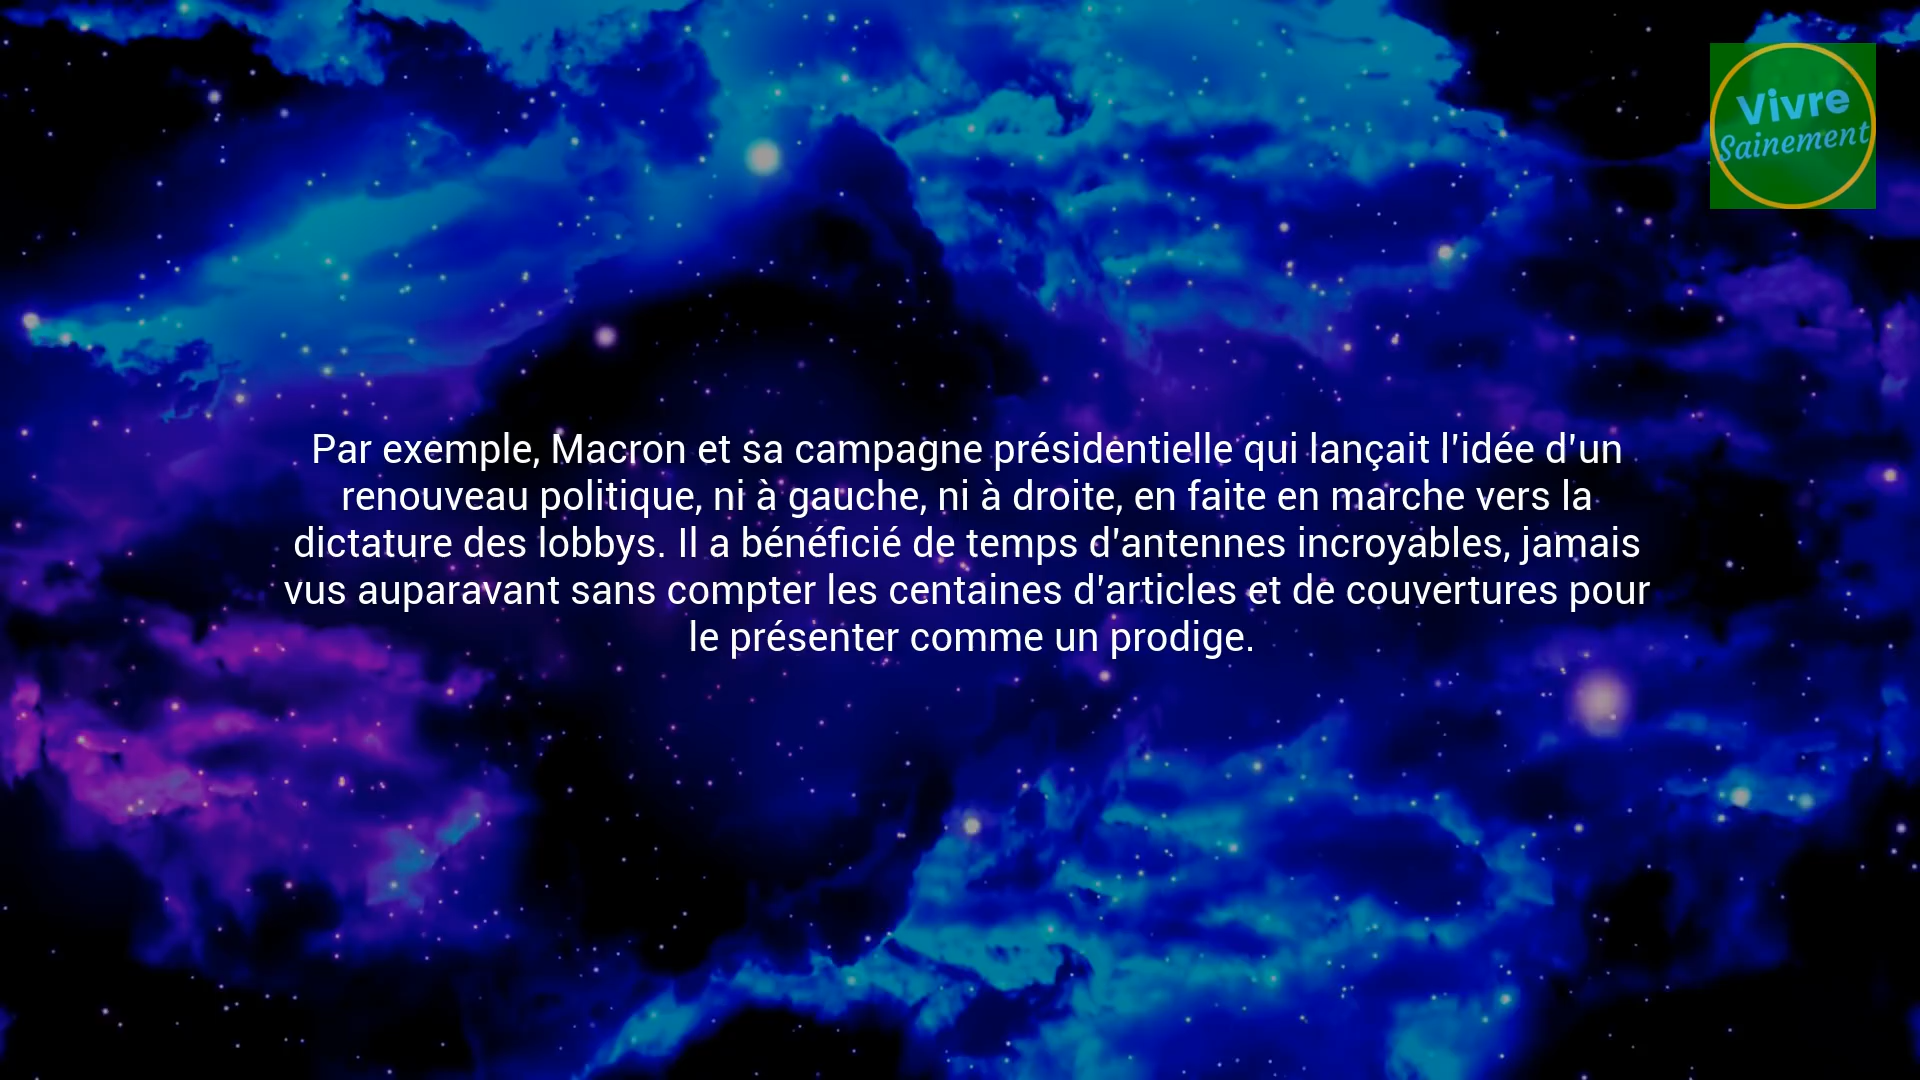 Vivre
Sainement
Par exemple, Macron et sa campagne présidentielle qui lançait l'idée d'un
renouveau politique, ni à gauche, ni à droite, en faite en marche vers la
dictature des lobbys. Il a bénéficié de temps d'antennes incroyables, jamais
vus auparavant sans compter les centaines d'articles et de couvertures pour
le présenter comme un prodige.